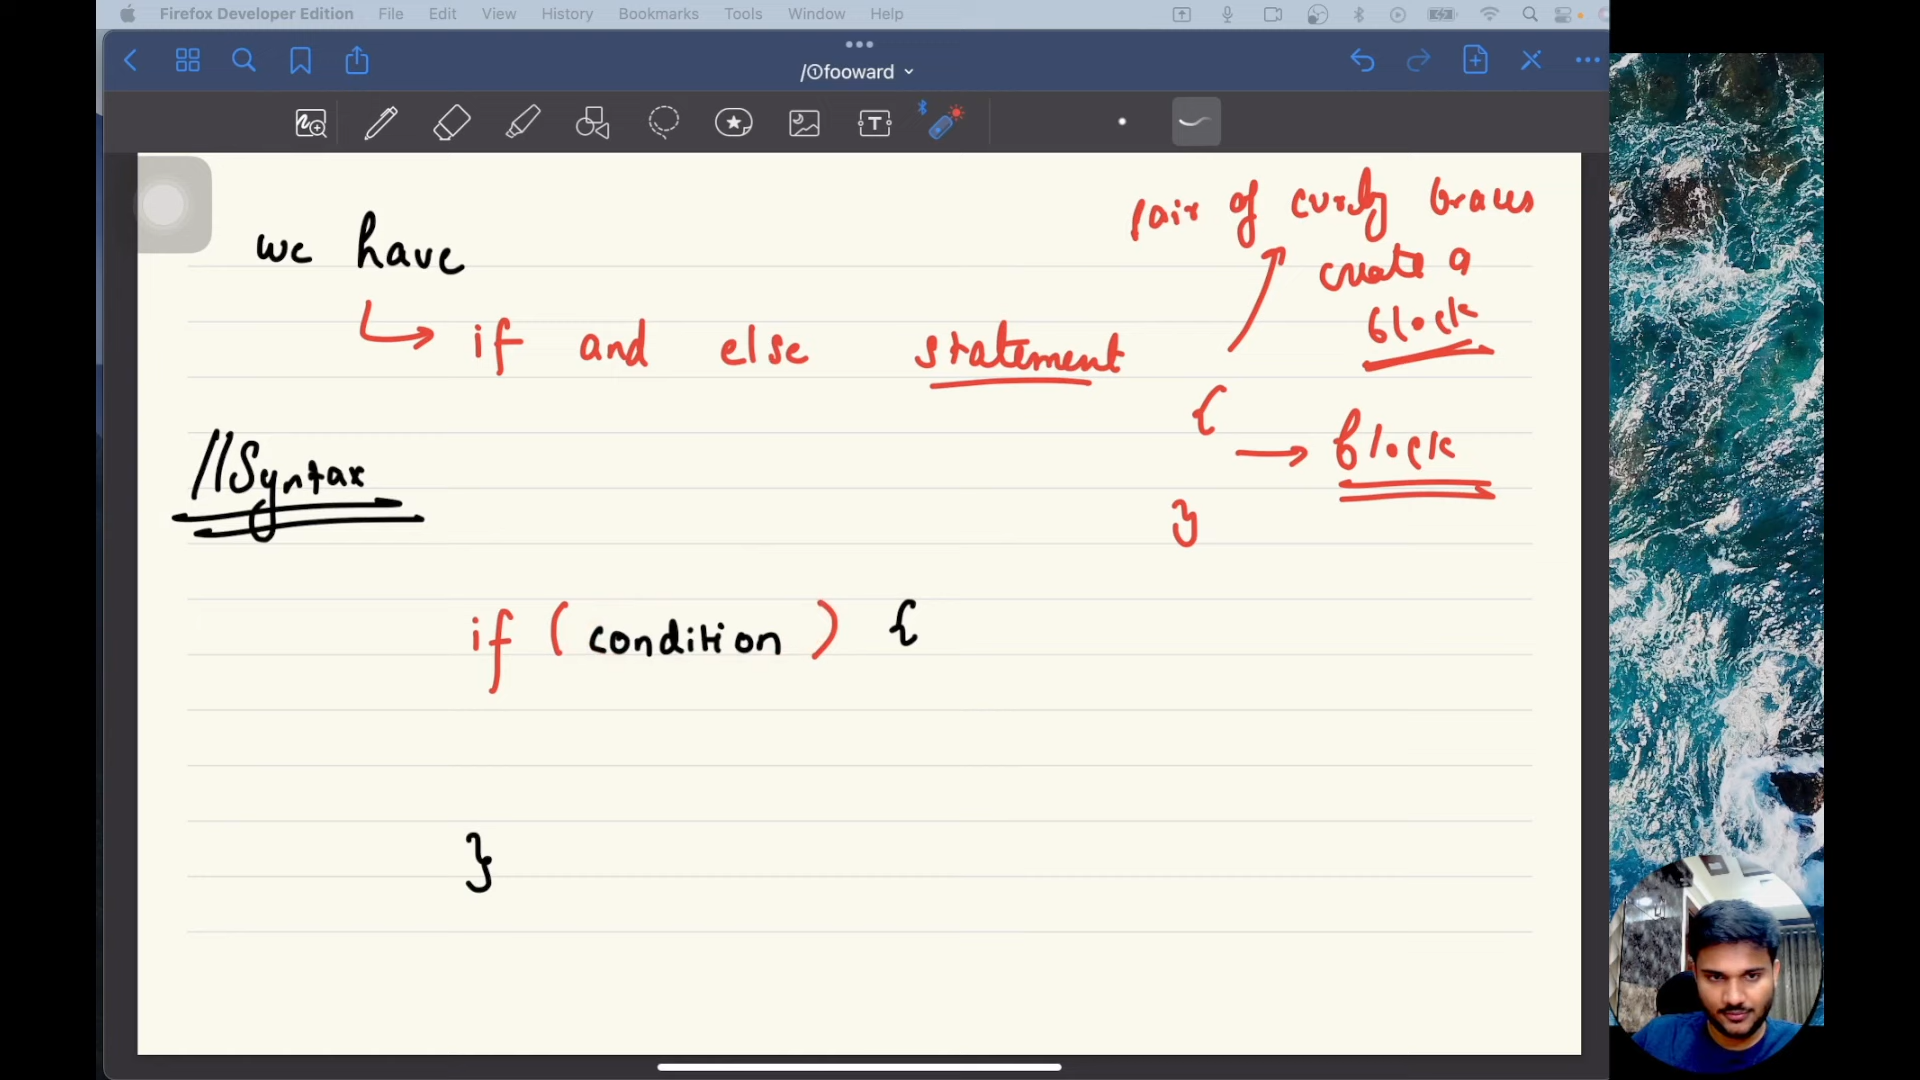 Firefox Developer Edition File Edit View History Bookmarks Tools Window Help
/①fooward
T
pair of curly braces
create a
block
we have
if and else statement
{
block
}
//Syntax
if ( condition ) {
}